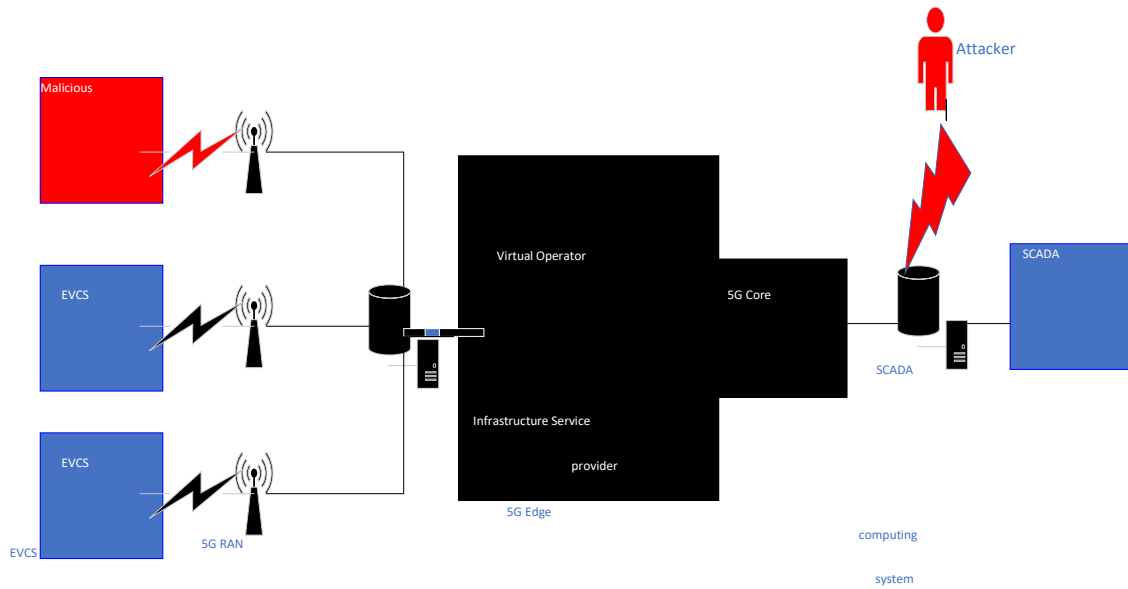 Attacker
Malicious
Virtual Operator
SCADA
EVCS
5G Core
SCADA
Infrastructure Service
provider
EVCS
5G Edge
5G RAN
EVCS
computing
system